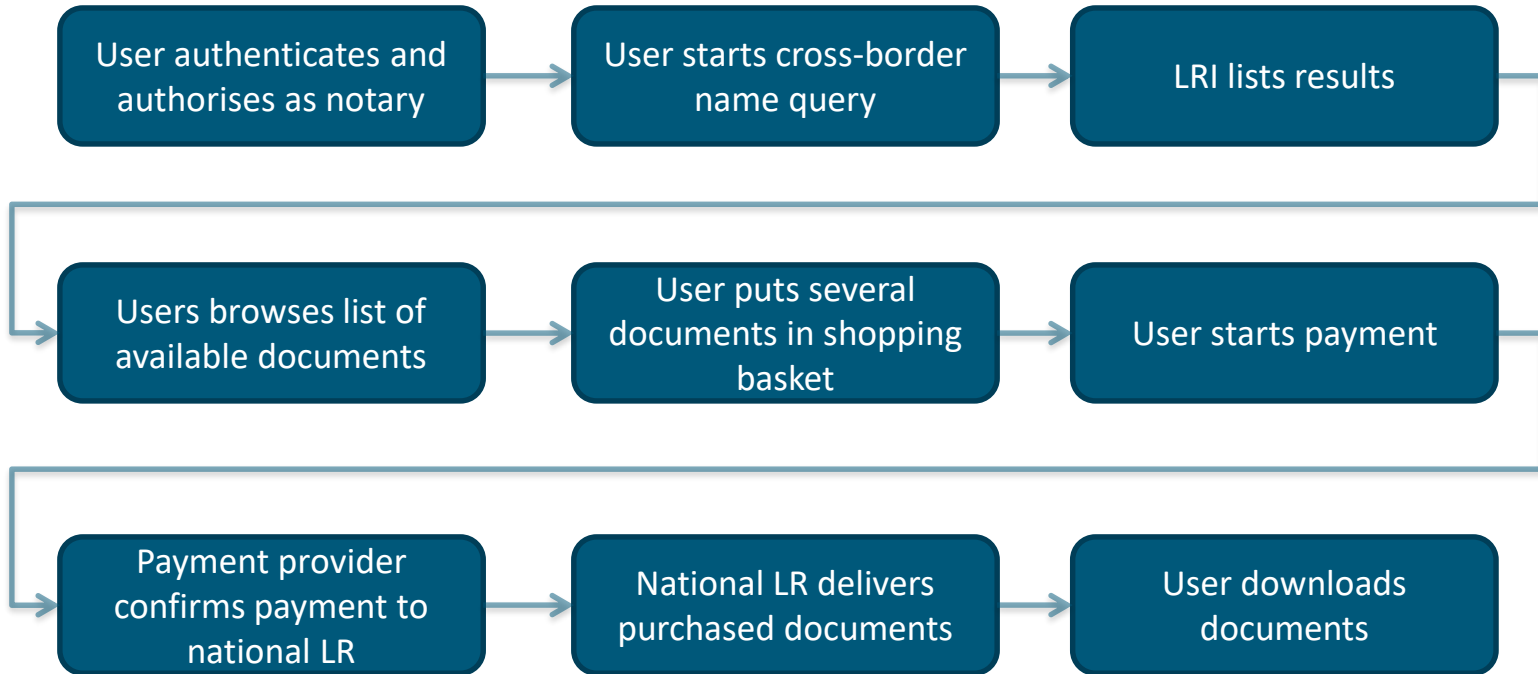 User authenticates and
authorises as notary
User starts cross-border
name query
LRI lists results
Users browses list of
available documents
User puts several
documents in shopping
basket
User starts payment
Payment provider
confirms payment to
national LR
National LR delivers
purchased documents
User downloads
documents